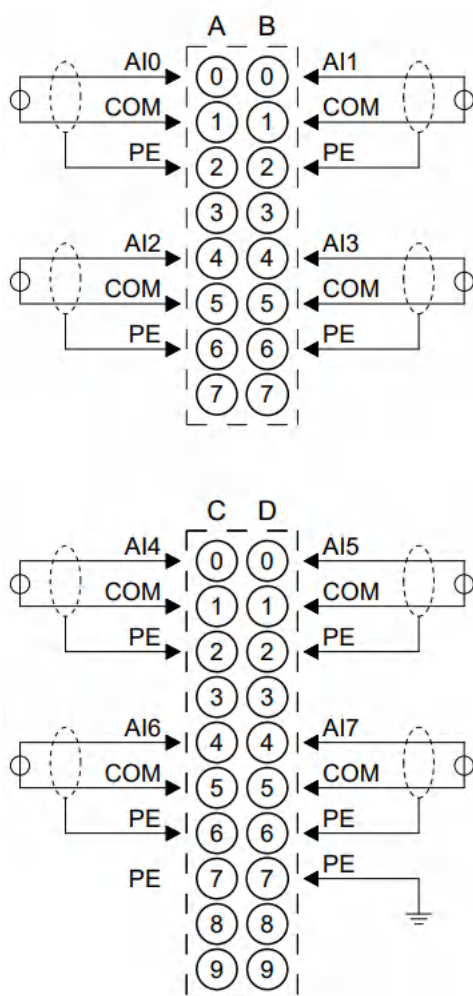 A B
AI0 0 0 AI1
COM 1 1 COM
PE 2 2 PE
3 3
AI2 4 4 AI3
COM 5 5 COM
PE 6 6 PE
7 7
C D
AI4 0 0 AI5
COM 1 1 COM
PE 2 2 PE
3 3
AI6 4 4 AI7
COM 5 5 COM
PE 6 6 PE
PE 7 7 PE
8 8
9 9